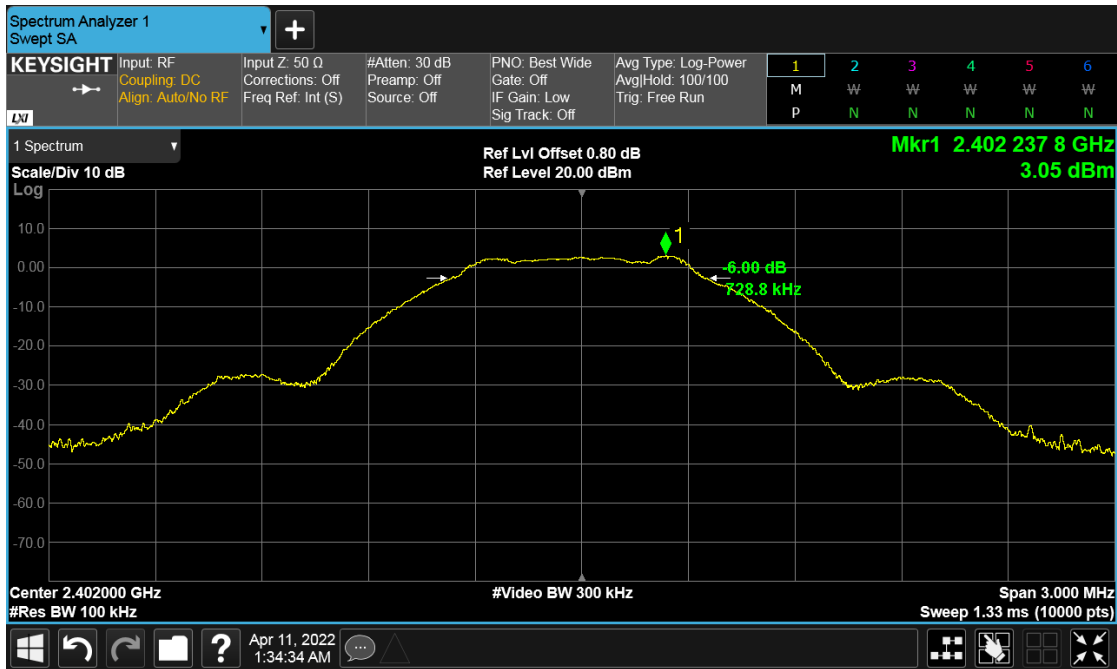 Spectrum Analyzer 1
Swept SA
+
KEYSIGHT
LXI
Input: RF
Coupling: DC
Align: Auto/No RF
Input Z: 50 Ω
Corrections: Off
Freq Ref: Int (S)
#Atten: 30 dB
Preamp: Off
Source: Off
PNO: Best Wide
Gate: Off
IF Gain: Low
Sig Track: Off
Avg Type: Log-Power
Avg|Hold: 100/100
Trig: Free Run
1 2 3 4 5 6
M W W W W W
P N N N N N
1 Spectrum
Scale/Div 10 dB
Log
Ref Lvl Offset 0.80 dB
Ref Level 20.00 dBm
Mkr1 2.402 237 8 GHz
3.05 dBm
10.0
0.00
-10.0
-20.0
-30.0
-40.0
-50.0
-60.0
-70.0
1
-6.00 dB
728.8 kHz
Center 2.402000 GHz
#Res BW 100 kHz
#Video BW 300 kHz
Span 3.000 MHz
Sweep 1.33 ms (10000 pts)
?
Apr 11, 2022
1:34:34 AM